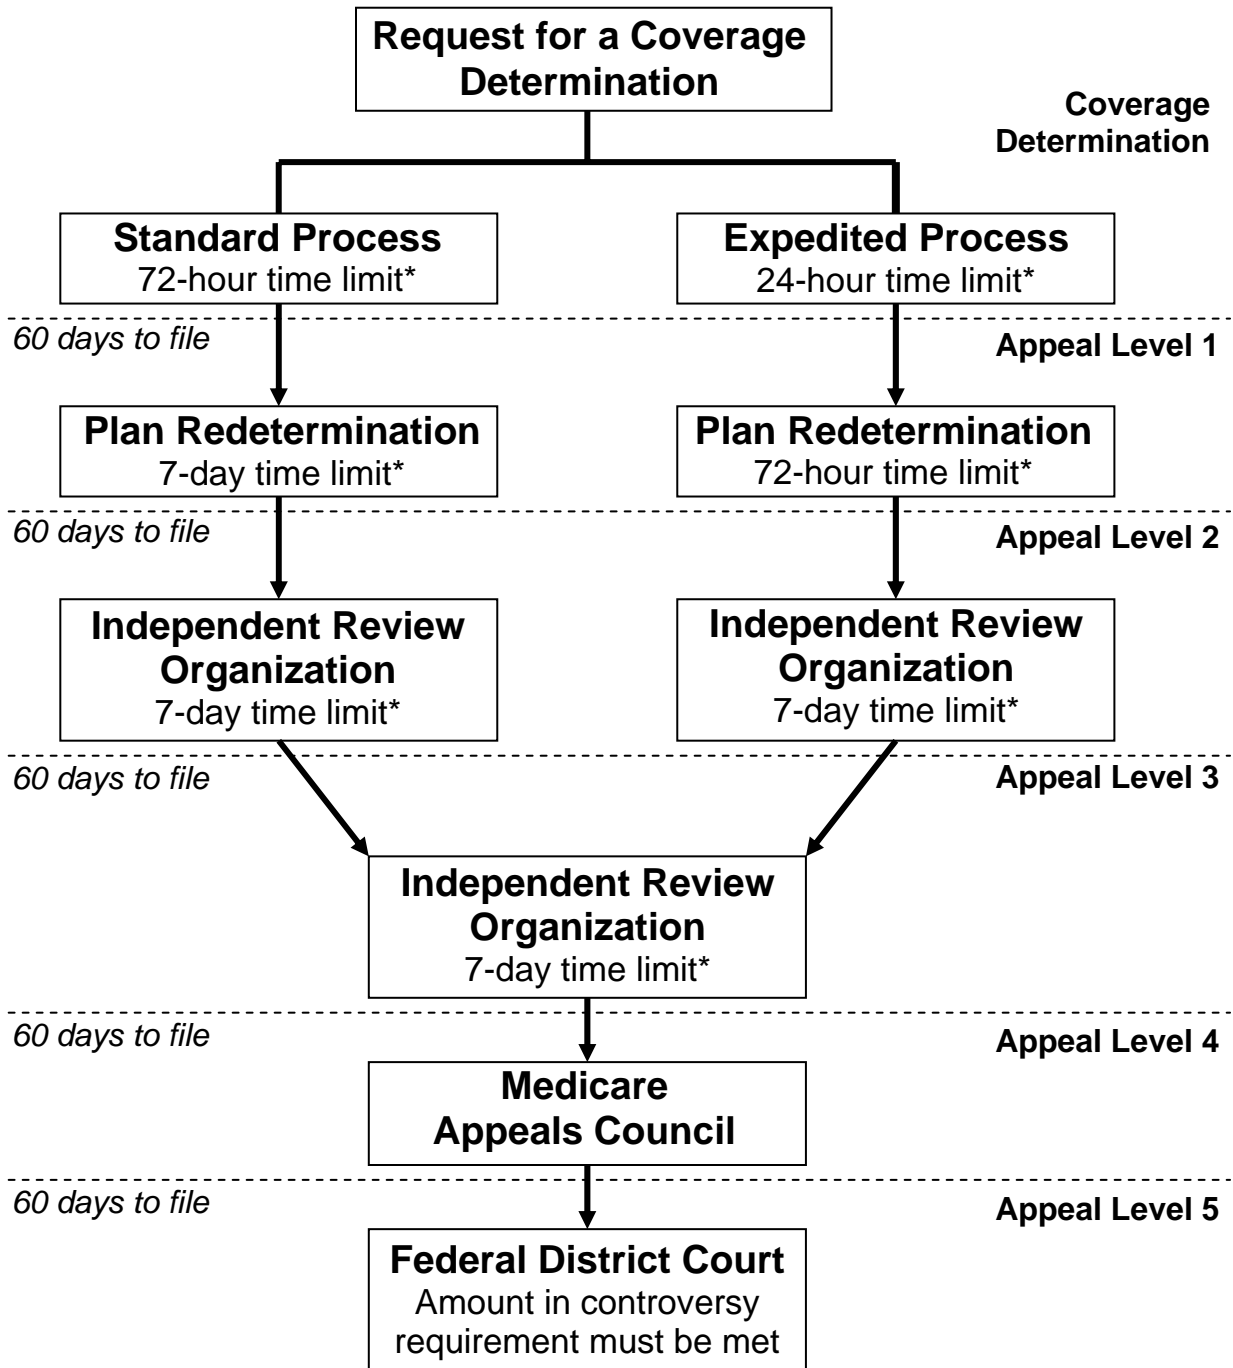 Request for a Coverage
Determination
Coverage
Determination
Standard Process
72-hour time limit*
Expedited Process
24-hour time limit*
60 days to file
Appeal Level 1
Plan Redetermination
7-day time limit*
Plan Redetermination
72-hour time limit*
60 days to file
Appeal Level 2
Independent Review
Organization
7-day time limit*
Independent Review
Organization
7-day time limit*
60 days to file
Appeal Level 3
Independent Review
Organization
7-day time limit*
60 days to file
Appeal Level 4
Medicare
Appeals Council
60 days to file
Appeal Level 5
Federal District Court
Amount in controversy
requirement must be met